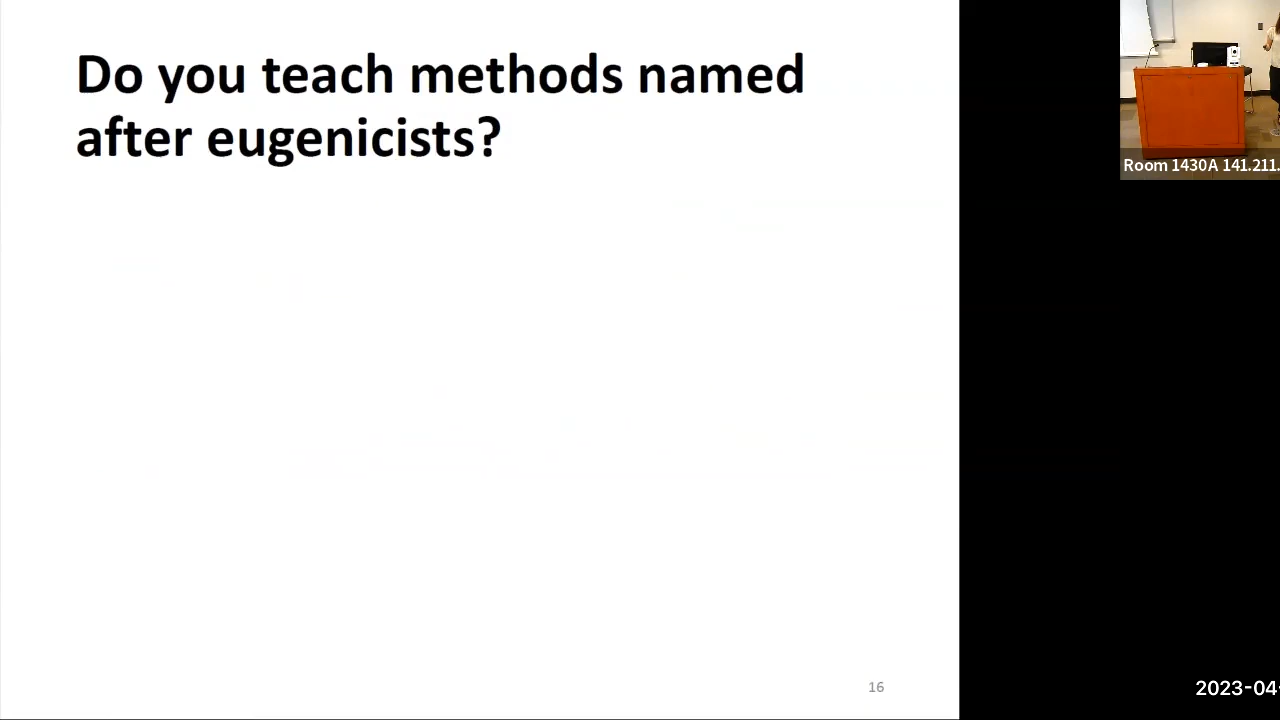 Do you teach methods named
after eugenicists?
Room 1430A 141.211.
16
2023-04-